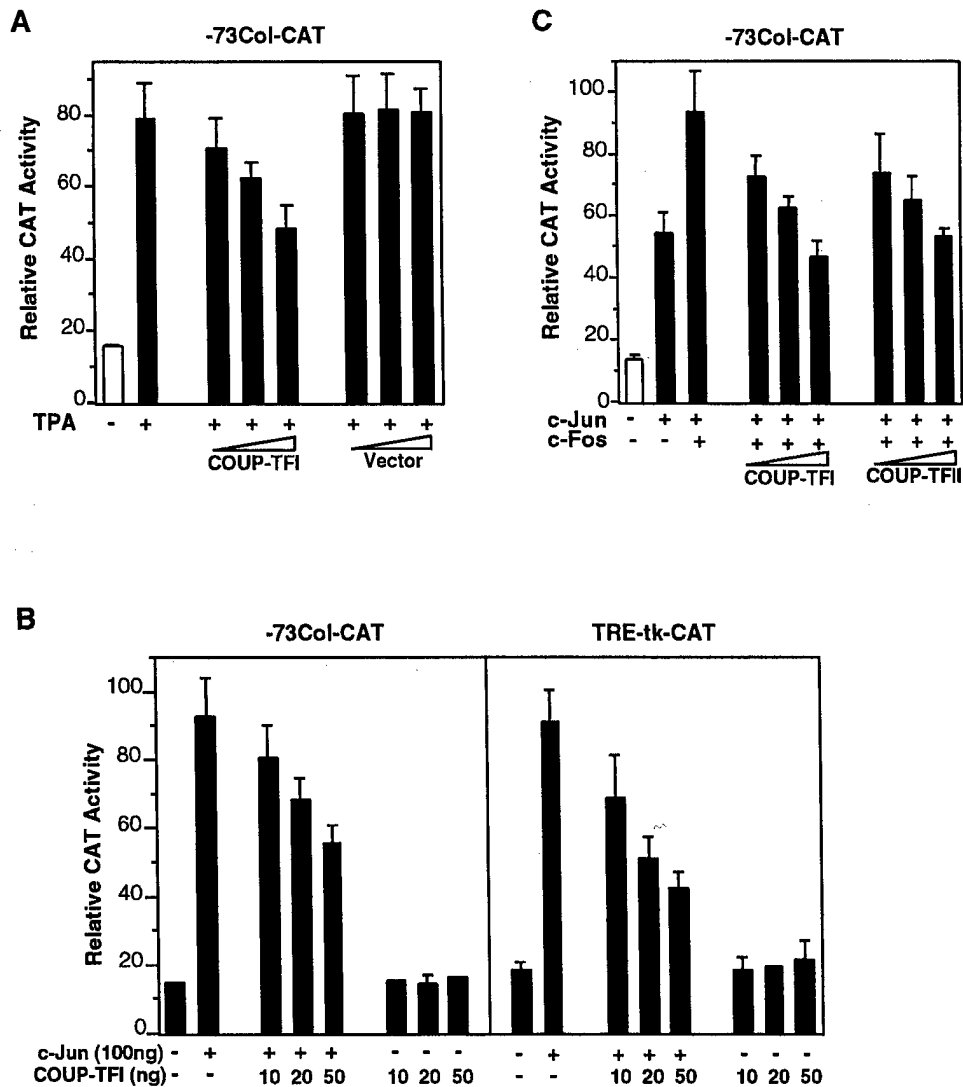 A
-73Col-CAT
Relative CAT Activity
80
60
40
20
0
TPA - + + + + + + +
COUP-TFI Vector
C
-73Col-CAT
Relative CAT Activity
100
80
60
40
20
0
c-Jun - + + + + + + + +
c-Fos - - + + + + + + +
COUP-TFI COUP-TFII
B
-73Col-CAT TRE-tk-CAT
Relative CAT Activity
100
80
60
40
20
0
c-Jun (100ng) - + + + + - - - - + + + + - - -
COUP-TFI (ng) - - 10 20 50 10 20 50 - - 10 20 50 10 20 50